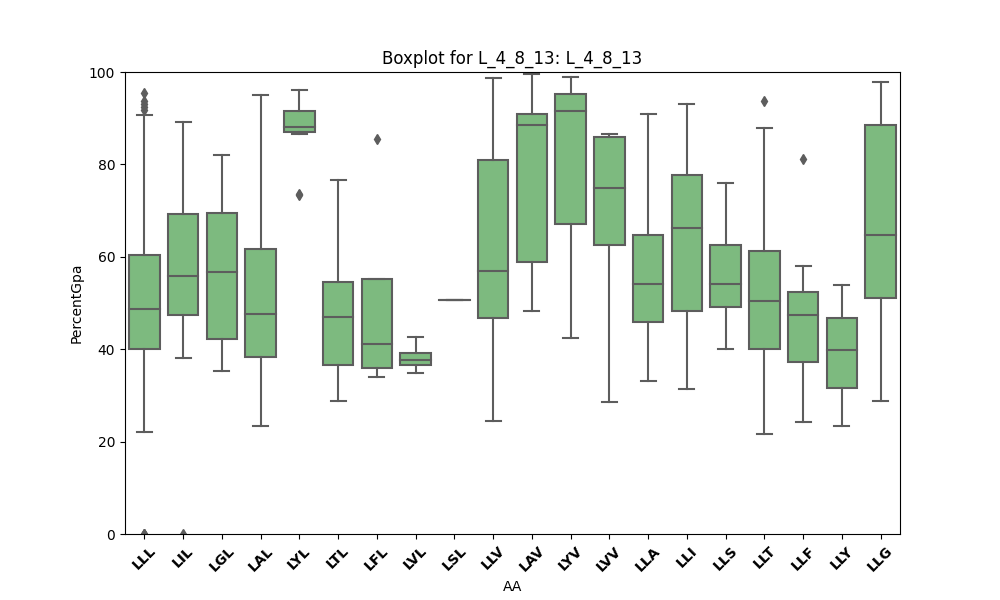 Boxplot for L_4_8_13: L_4_8_13
PercentGpa
100
80
60
40
20
0
LLL LIL LGL LAL LYL LTL LFL LVL LSL LLV LAV LYV LVV LLA LLI LLS LLT LLF LLY LLG
AA